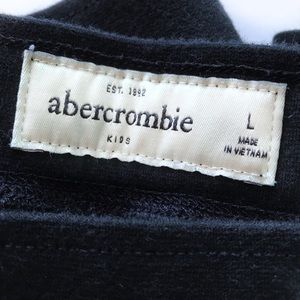 EST. 1892
abercrombie
KIDS
L
MADE
IN VIETNAM